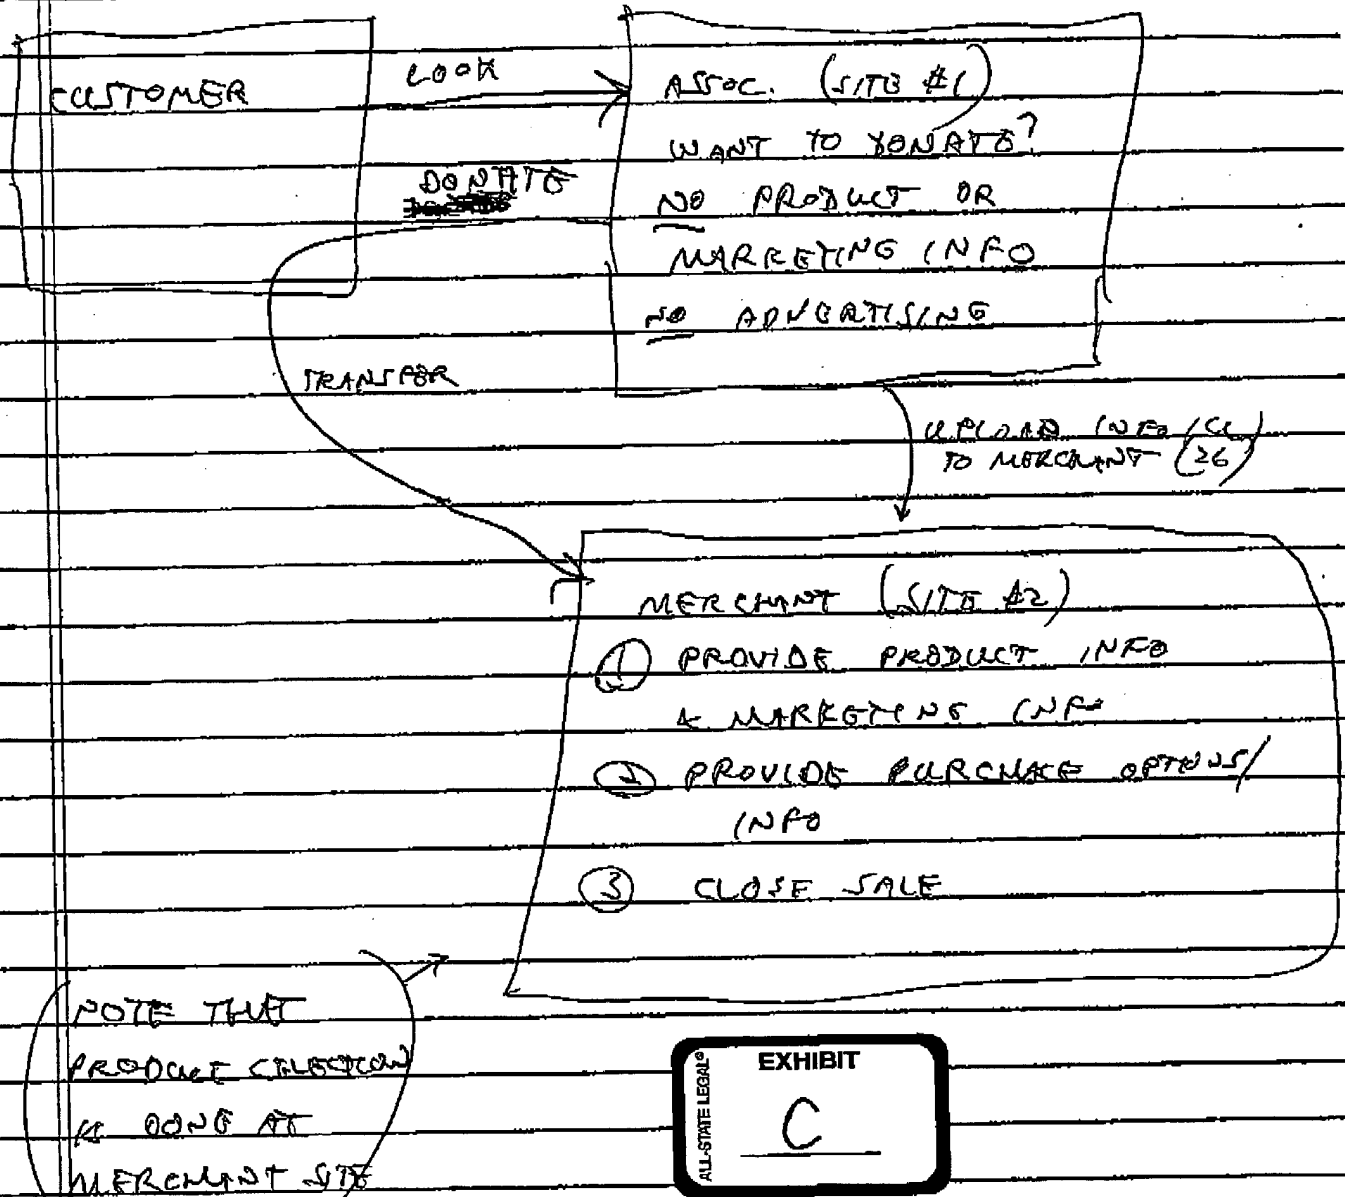 CUSTOMER
LOOK
ASSOC. (SITE #1)
WANT TO DONATE?
NO PRODUCT OR
MARKETING INFO
NO ADVERTISING
DONATE
TRANSFER
UPLOAD INFO
TO MERCHANT (26)
MERCHANT (SITE #2)
1 PROVIDE PRODUCT INFO
& MARKETING INFO
2 PROVIDE PURCHASE OPTIONS/
INFO
3 CLOSE SALE
NOTE THAT
PRODUCT SELECTION
IS DONE AT
MERCHANT SITE
ALL-STATE LEGAL®
EXHIBIT
C